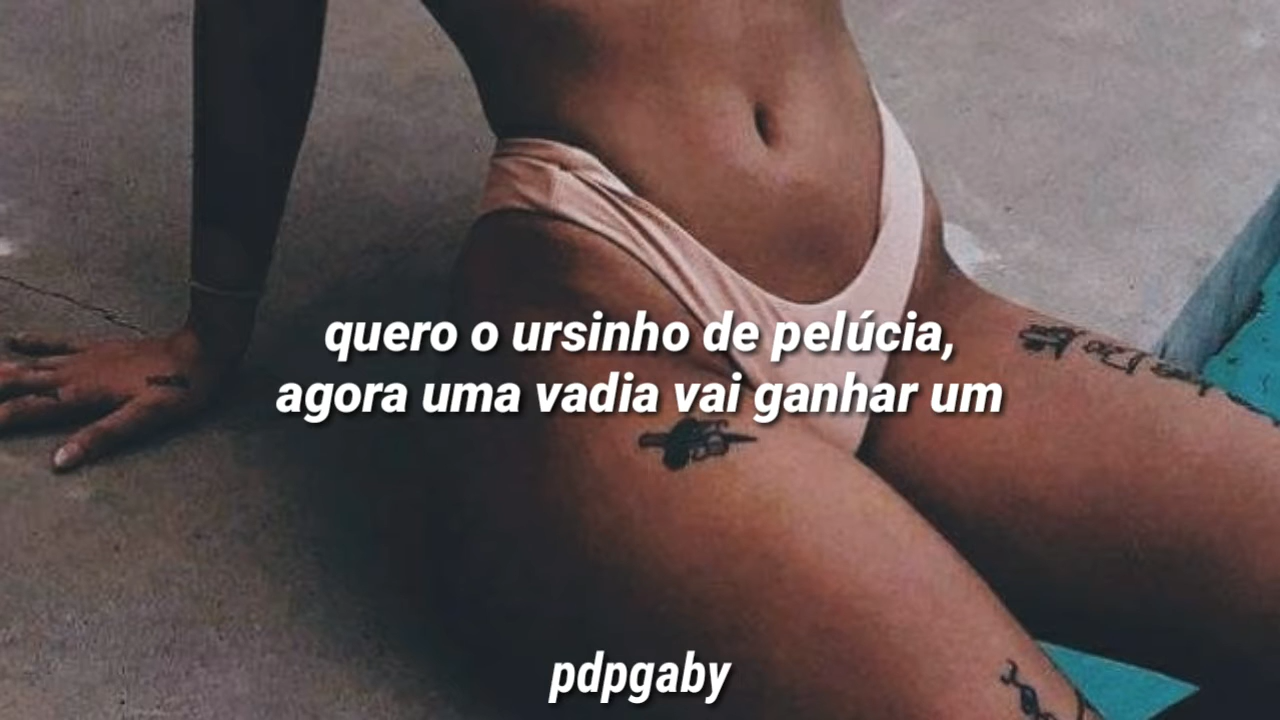 quero o ursinho de pelúcia,
agora uma vadia vai ganhar um
pdpgaby